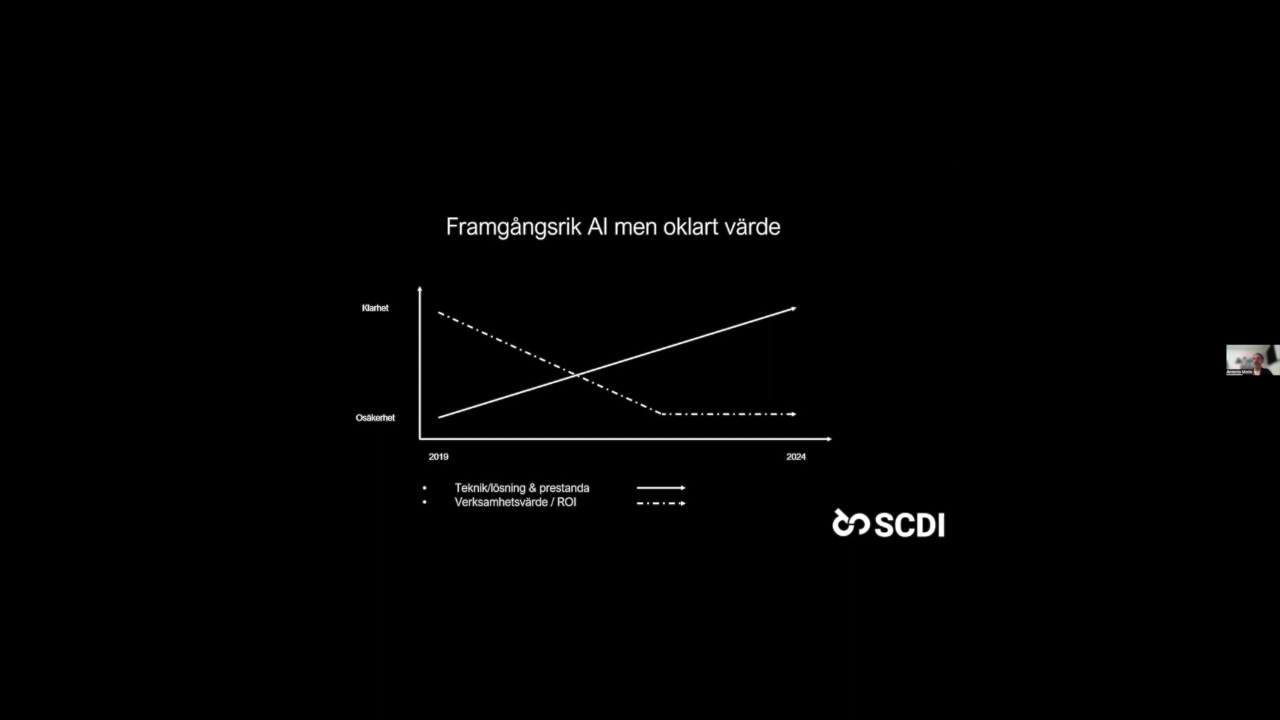 Framgångsrik AI men oklart värde
Klarhet
Osäkerhet
2019
2024
• Teknik/lösning & prestanda
• Verksamhetsvärde / ROI
SCDI